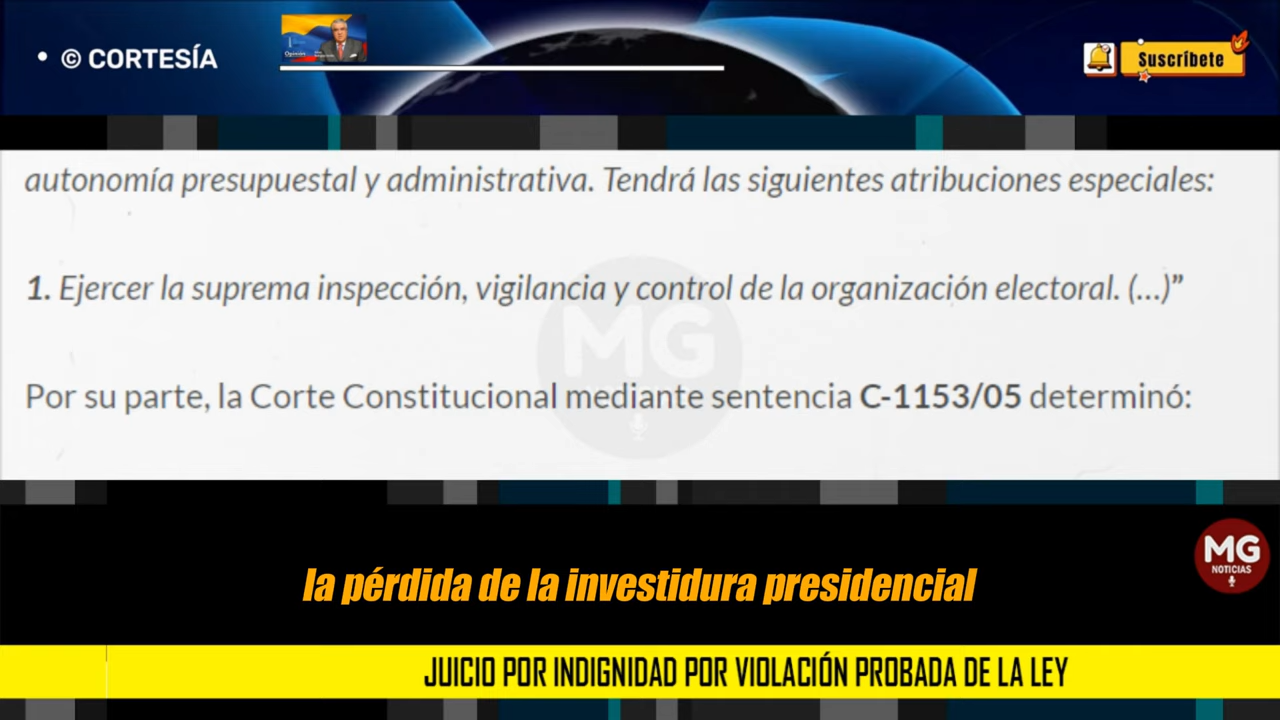 • © CORTESÍA
Opinión
Suscríbete
autonomía presupuestal y administrativa. Tendrá las siguientes atribuciones especiales:
1. Ejercer la suprema inspección, vigilancia y control de la organización electoral. (...)”
MG
Por su parte, la Corte Constitucional mediante sentencia C-1153/05 determinó:
MG
NOTICIAS
la pérdida de la investidura presidencial
JUICIO POR INDIGNIDAD POR VIOLACIÓN PROBADA DE LA LEY